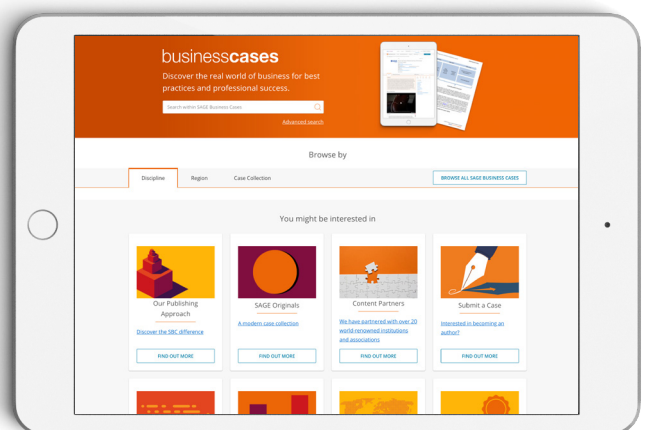 businesscases
Discover the real world of business for best
practices and professional success.
Search within SAGE Business Cases
Advanced search
Browse by
Discipline
Region
Case Collection
BROWSE ALL SAGE BUSINESS CASES
You might be interested in
Our Publishing
Approach
Discover the SBC difference
FIND OUT MORE
SAGE Originals
A modern case collection
FIND OUT MORE
Content Partners
We have partnered with over 20
world-renowned institutions
and associations
FIND OUT MORE
Submit a Case
Interested in becoming an
author?
FIND OUT MORE